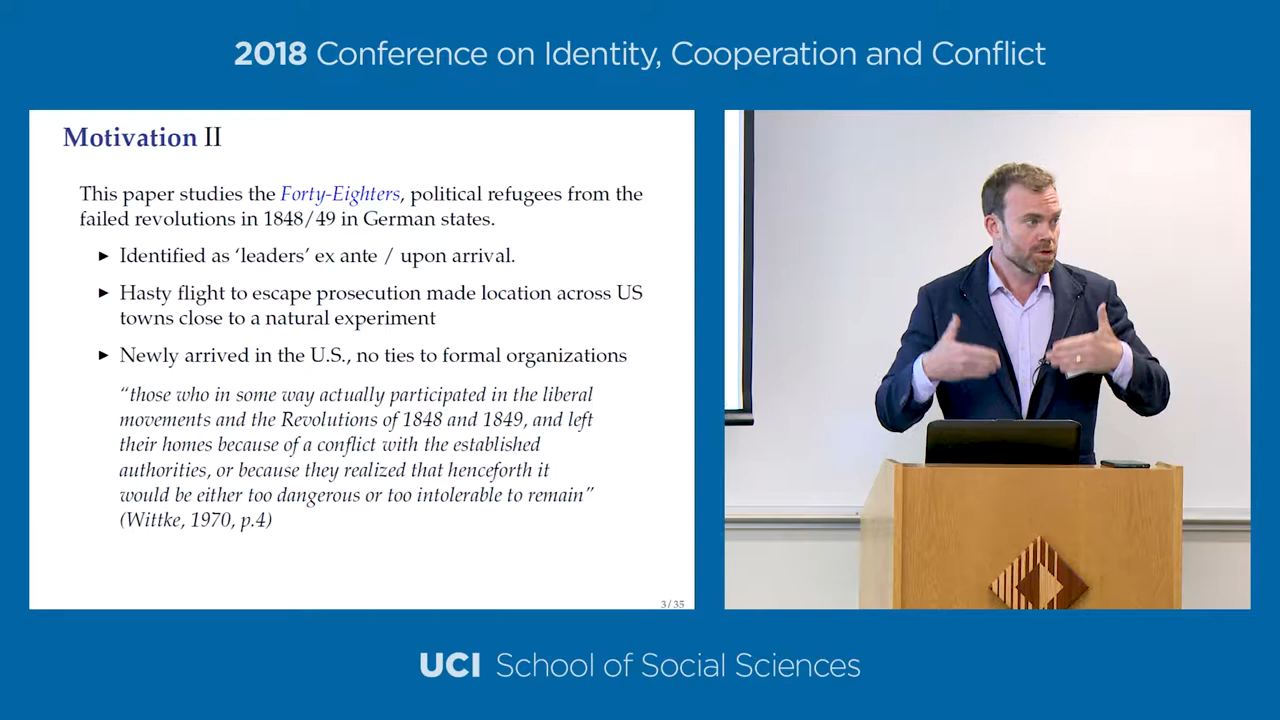 2018 Conference on Identity, Cooperation and Conflict
Motivation II
This paper studies the Forty-Eighters, political refugees from the
failed revolutions in 1848/49 in German states.
► Identified as ‘leaders’ ex ante / upon arrival.
► Hasty flight to escape prosecution made location across US
towns close to a natural experiment
► Newly arrived in the U.S., no ties to formal organizations
“those who in some way actually participated in the liberal
movements and the Revolutions of 1848 and 1849, and left
their homes because of a conflict with the established
authorities, or because they realized that henceforth it
would be either too dangerous or too intolerable to remain”
(Wittke, 1970, p.4)
3/35
UCI School of Social Sciences